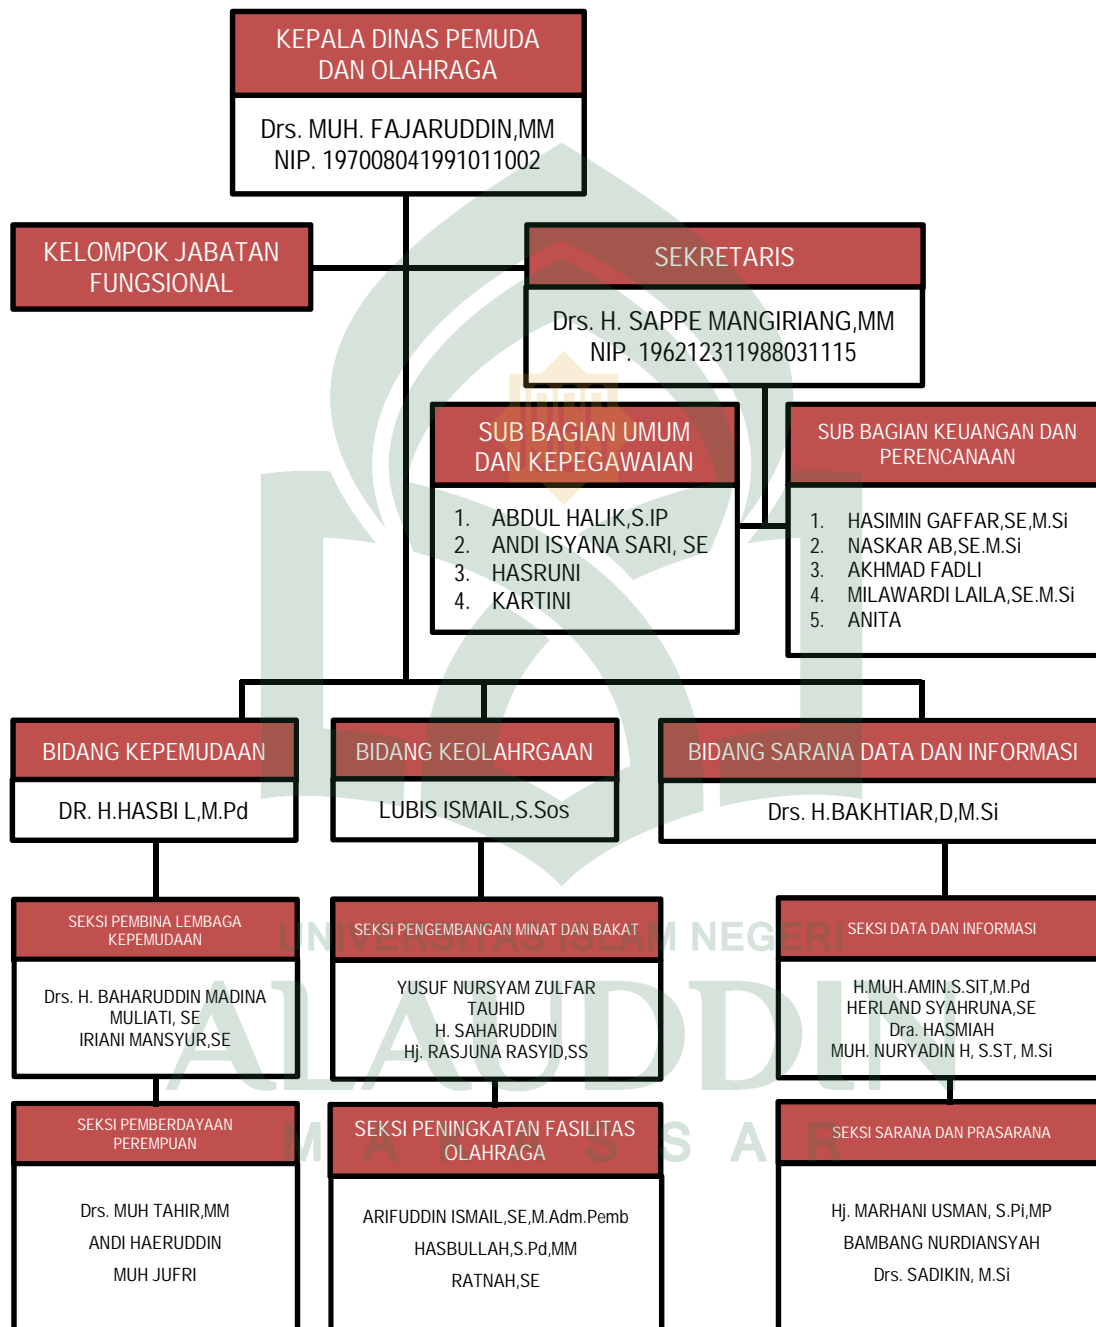 KEPALA DINAS PEMUDA
DAN OLAHRAGA
Drs. MUH. FAJARUDDIN,MM
NIP. 197008041991011002
KELOMPOK JABATAN
FUNGSIONAL
SEKRETARIS
Drs. H. SAPPE MANGIRIANG,MM
NIP. 196212311988031115
SUB BAGIAN UMUM
DAN KEPEGAWAIAN
1. ABDUL HALIK,S.IP
2. ANDI ISYANA SARI, SE
3. HASRUNI
4. KARTINI
SUB BAGIAN KEUANGAN DAN
PERENCANAAN
1. HASIMIN GAFFAR,SE,M.Si
2. NASKAR AB,SE.M.Si
3. AKHMAD FADLI
4. MILAWARDI LAILA,SE.M.Si
5. ANITA
BIDANG KEPEMUDAAN
DR. H.HASBI L,M.Pd
BIDANG KEOLAHRGAAN
LUBIS ISMAIL,S.Sos
BIDANG SARANA DATA DAN INFORMASI
Drs. H.BAKHTIAR,D,M.Si
SEKSI PEMBINA LEMBAGA
KEPEMUDAAN
Drs. H. BAHARUDDIN MADINA
MULIATI, SE
IRIANI MANSYUR,SE
SEKSI PENGEMBANGAN MINAT DAN BAKAT
YUSUF NURSYAM ZULFAR
TAUHID
H. SAHARUDDIN
Hj. RASJUNA RASYID,SS
SEKSI DATA DAN INFORMASI
H.MUH.AMIN.S.SIT,M.Pd
HERLAND SYAHRUNA,SE
Dra. HASMIAH
MUH. NURYADIN H, S.ST, M.Si
SEKSI PEMBERDAYAAN
PEREMPUAN
Drs. MUH TAHIR,MM
ANDI HAERUDDIN
MUH JUFRI
SEKSI PENINGKATAN FASILITAS
OLAHRAGA
ARIFUDDIN ISMAIL,SE,M.Adm.Pemb
HASBULLAH,S.Pd,MM
RATNAH,SE
SEKSI SARANA DAN PRASARANA
Hj. MARHANI USMAN, S.Pi,MP
BAMBANG NURDIANSYAH
Drs. SADIKIN, M.Si
UNIVERSITAS ISLAM NEGERI
ALAUDDIN
MAKASSAR